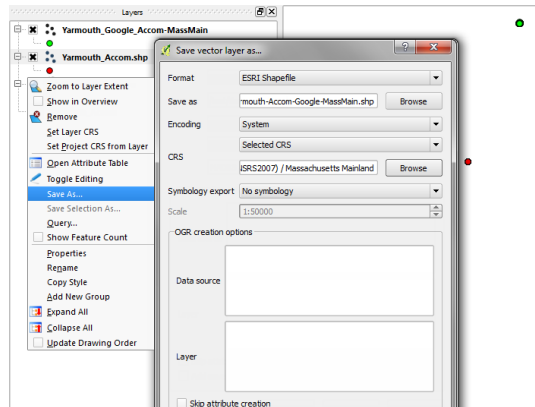 Layers
Yarmouth_Google_Accom-MassMain
Yarmouth_Accom.shp
Zoom to Layer Extent
Show in Overview
Remove
Set Layer CRS
Set Project CRS from Layer
Open Attribute Table
Toggle Editing
Save As...
Save Selection As...
Query...
Show Feature Count
Properties
Rename
Copy Style
Add New Group
Expand All
Collapse All
Update Drawing Order
Save vector layer as...
Format ESRI Shapefile
Save as mouth-Accom-Google-MassMain.shp Browse
Encoding System
Selected CRS
CRS
SRS2007) / Massachusetts Mainland Browse
Symbology export No symbology
Scale 1:50000
OGR creation options
Data source
Layer
Skip attribute creation